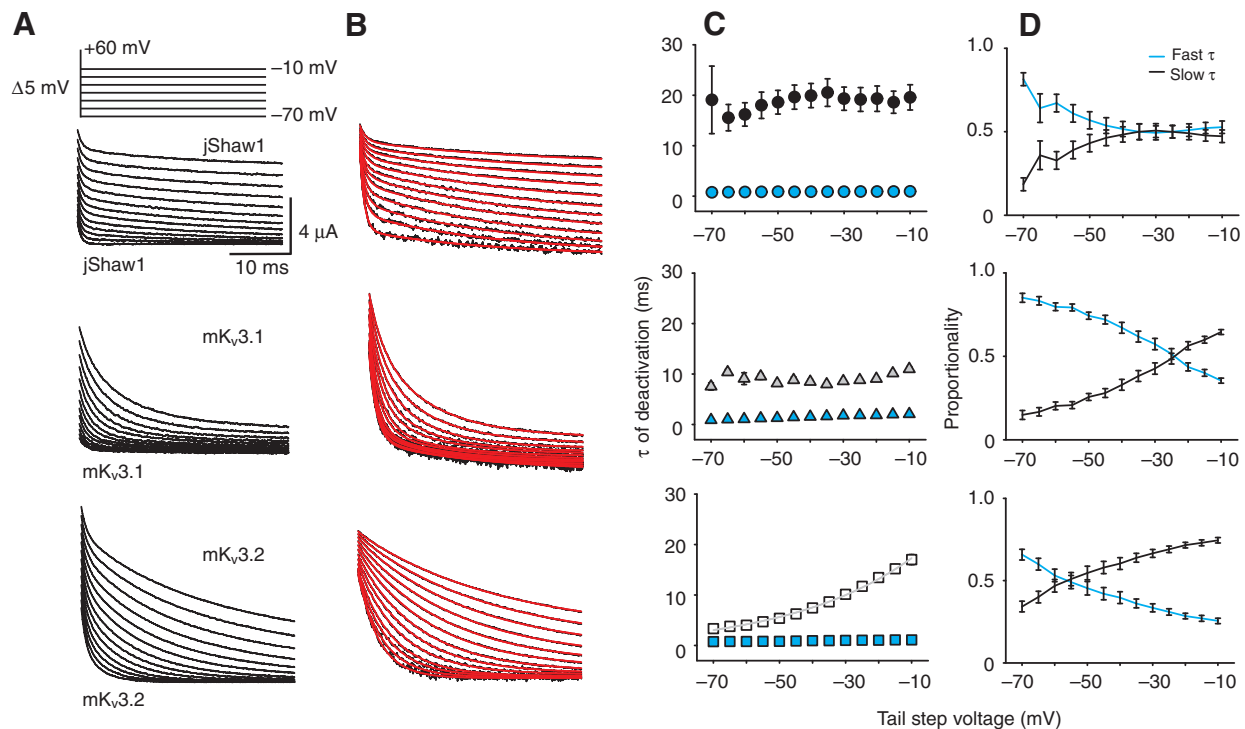 A
+60 mV
Δ5 mV
–10 mV
–70 mV
jShaw1
jShaw1
4 μA
10 ms
mKv3.1
mKv3.1
mKv3.2
mKv3.2
B
C
τ of deactivation (ms)
30
20
10
0
–70 –50 –30 –10
30
20
10
0
–70 –50 –30 –10
30
20
10
0
–70 –50 –30 –10
D
Proportionality
Fast τ
Slow τ
1.0
0.5
0
–70 –50 –30 –10
1.0
0.5
0
–70 –50 –30 –10
1.0
0.5
0
–70 –50 –30 –10
Tail step voltage (mV)